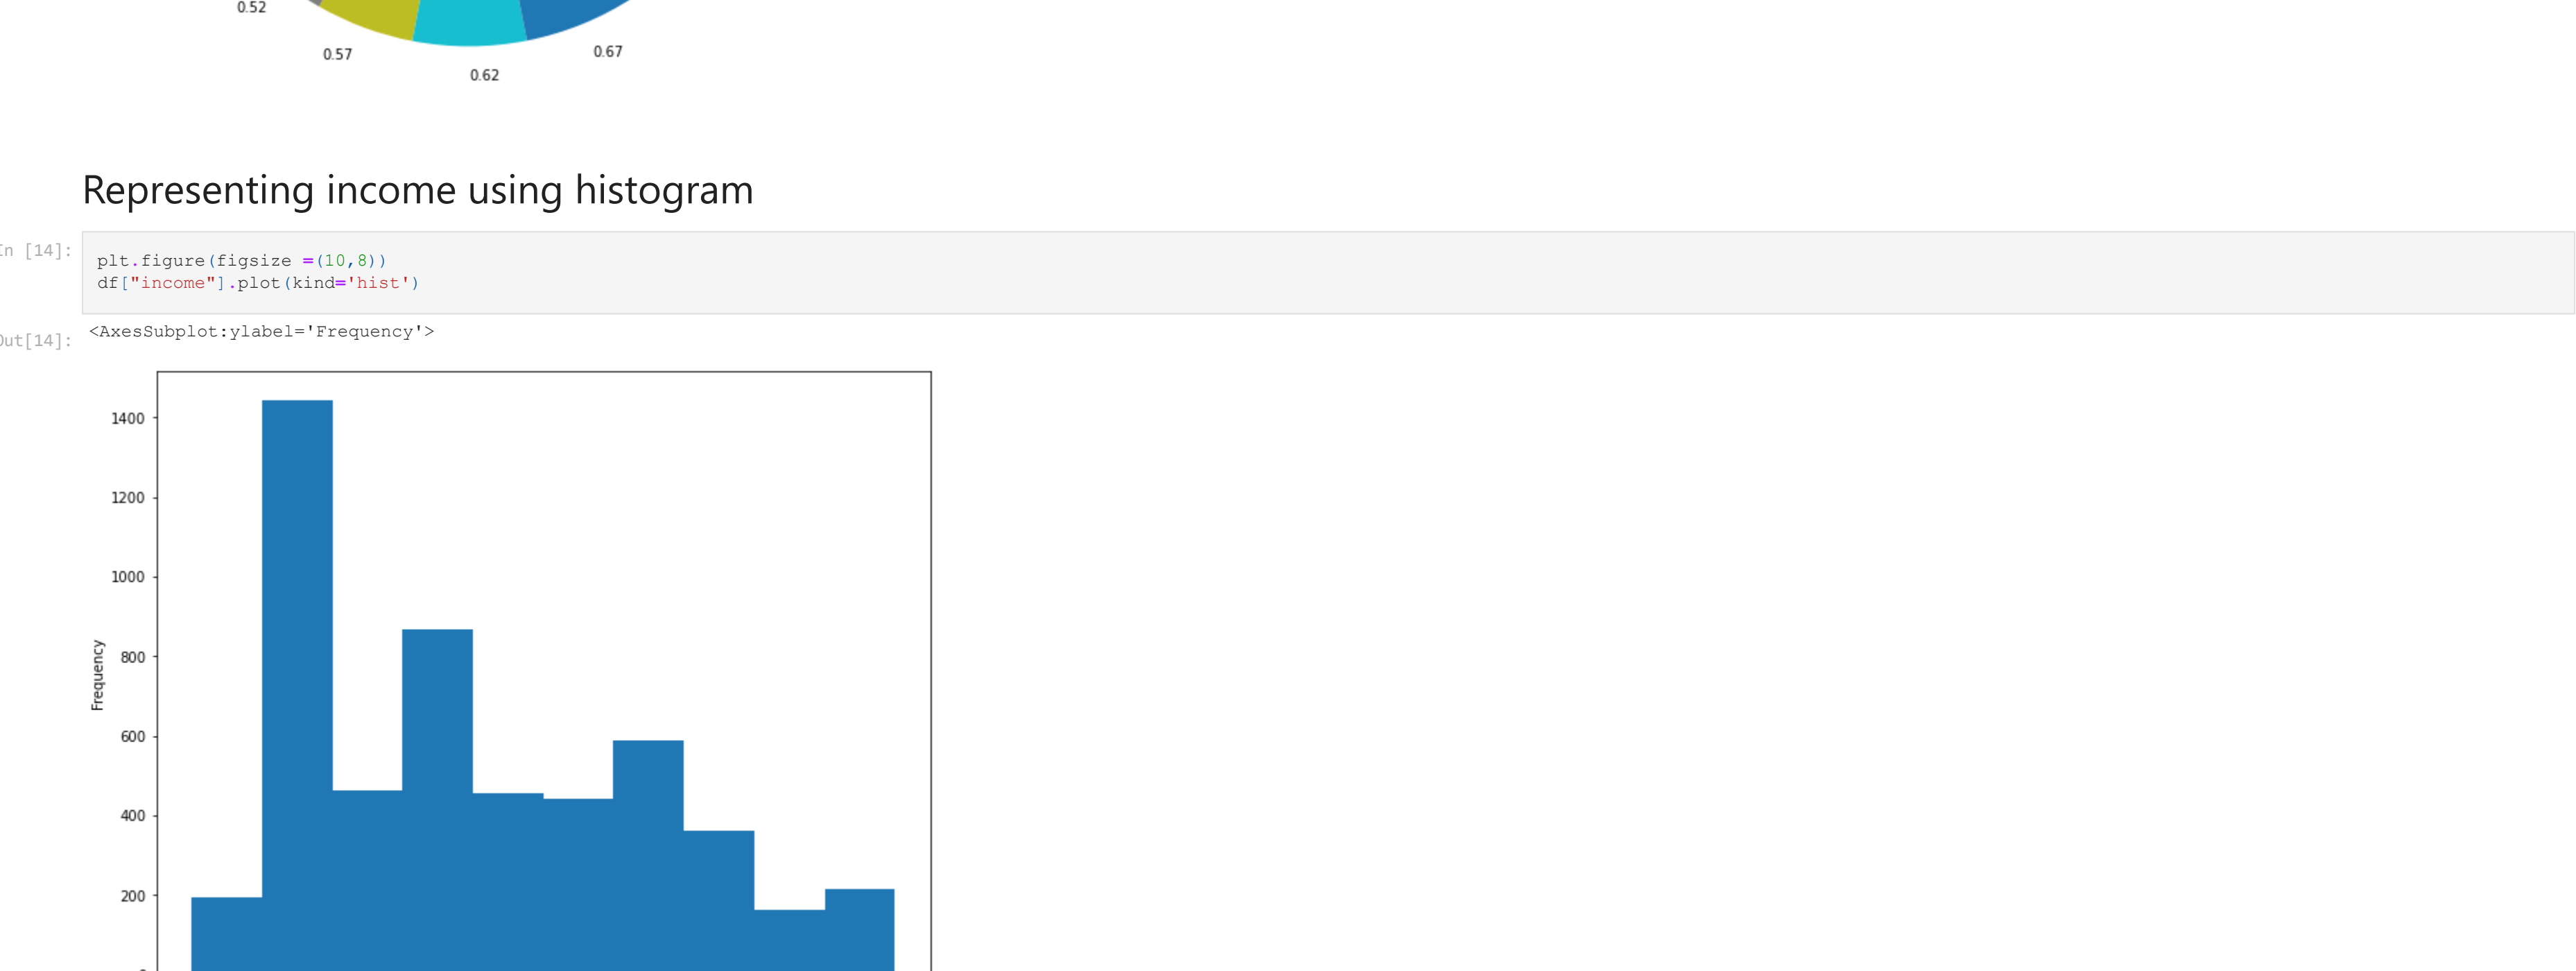 0.52
0.57
0.62
0.67
Representing income using histogram
In [14]:
plt.figure(figsize =(10,8))
df["income"].plot(kind='hist')
Out[14]:
<AxesSubplot:ylabel='Frequency'>
1400
1200
1000
800
600
400
200
Frequency